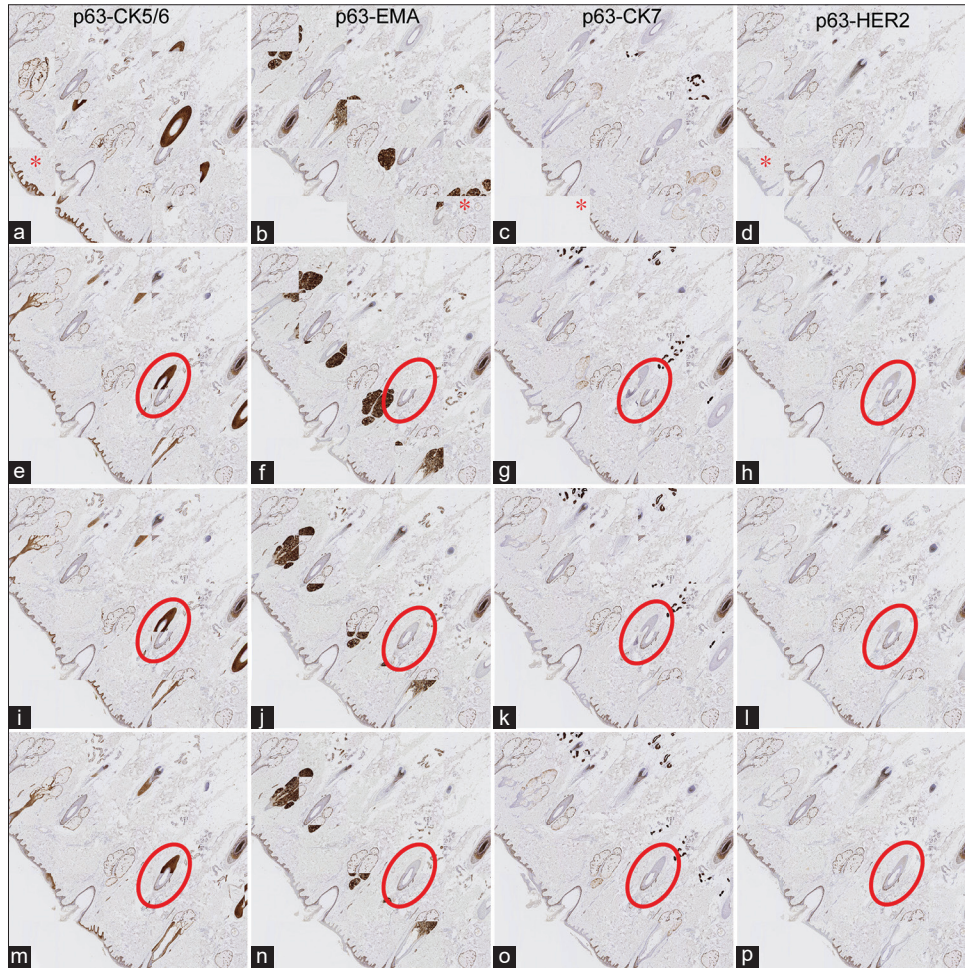 p63-CK5/6 p63-EMA p63-CK7 p63-HER2
* * * *
a b c d
e f g h
i j k l
m n o p